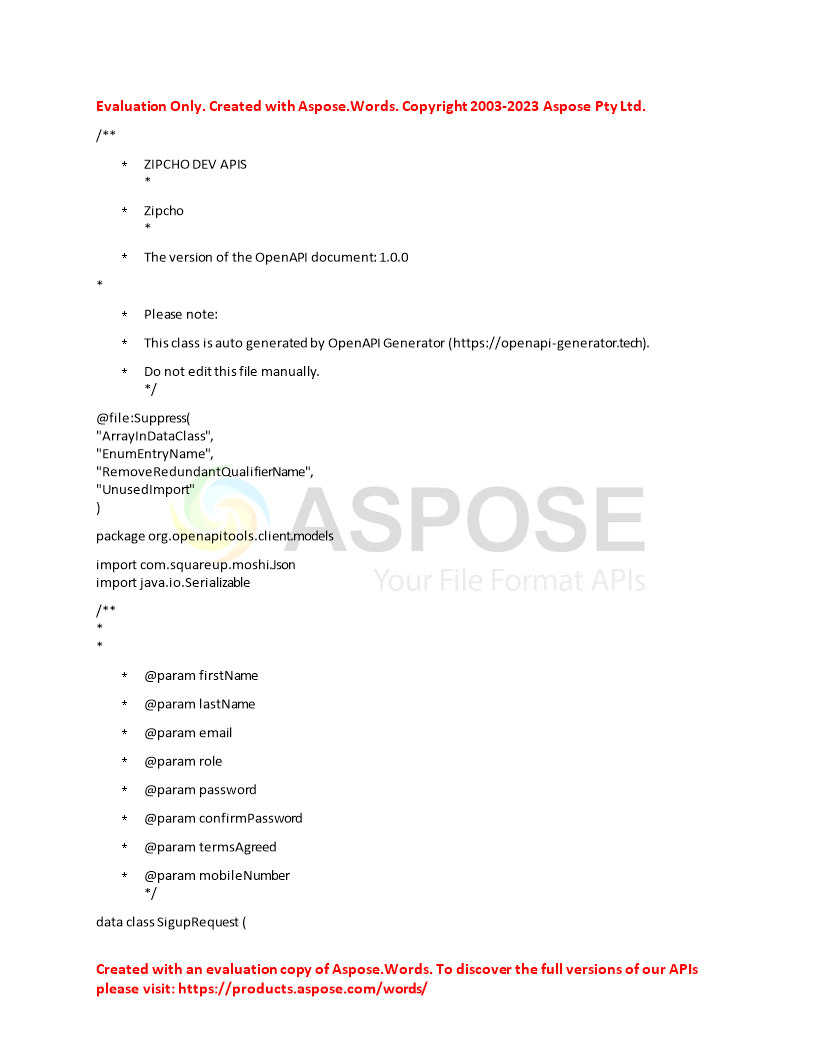 Evaluation Only. Created with Aspose.Words. Copyright 2003-2023 Aspose Pty Ltd.
/**
* ZIPCHO DEV APIS
*
* Zipcho
*
* The version of the OpenAPI document: 1.0.0
*
* Please note:
* This class is auto generated by OpenAPI Generator (https://openapi-generator.tech).
* Do not edit this file manually.
*/
@file:Suppress(
"ArrayInDataClass",
"EnumEntryName",
"RemoveRedundantQualifierName",
"UnusedImport"
)
package org.openapitools.client.models
import com.squareup.moshi.Json
import java.io.Serializable
ASPOSE
Your File Format APIs
/**
*
*
* @param firstName
* @param lastName
* @param email
* @param role
* @param password
* @param confirmPassword
* @param termsAgreed
* @param mobileNumber
*/
data class SigupRequest (
Created with an evaluation copy of Aspose.Words. To discover the full versions of our APIs
please visit: https://products.aspose.com/words/